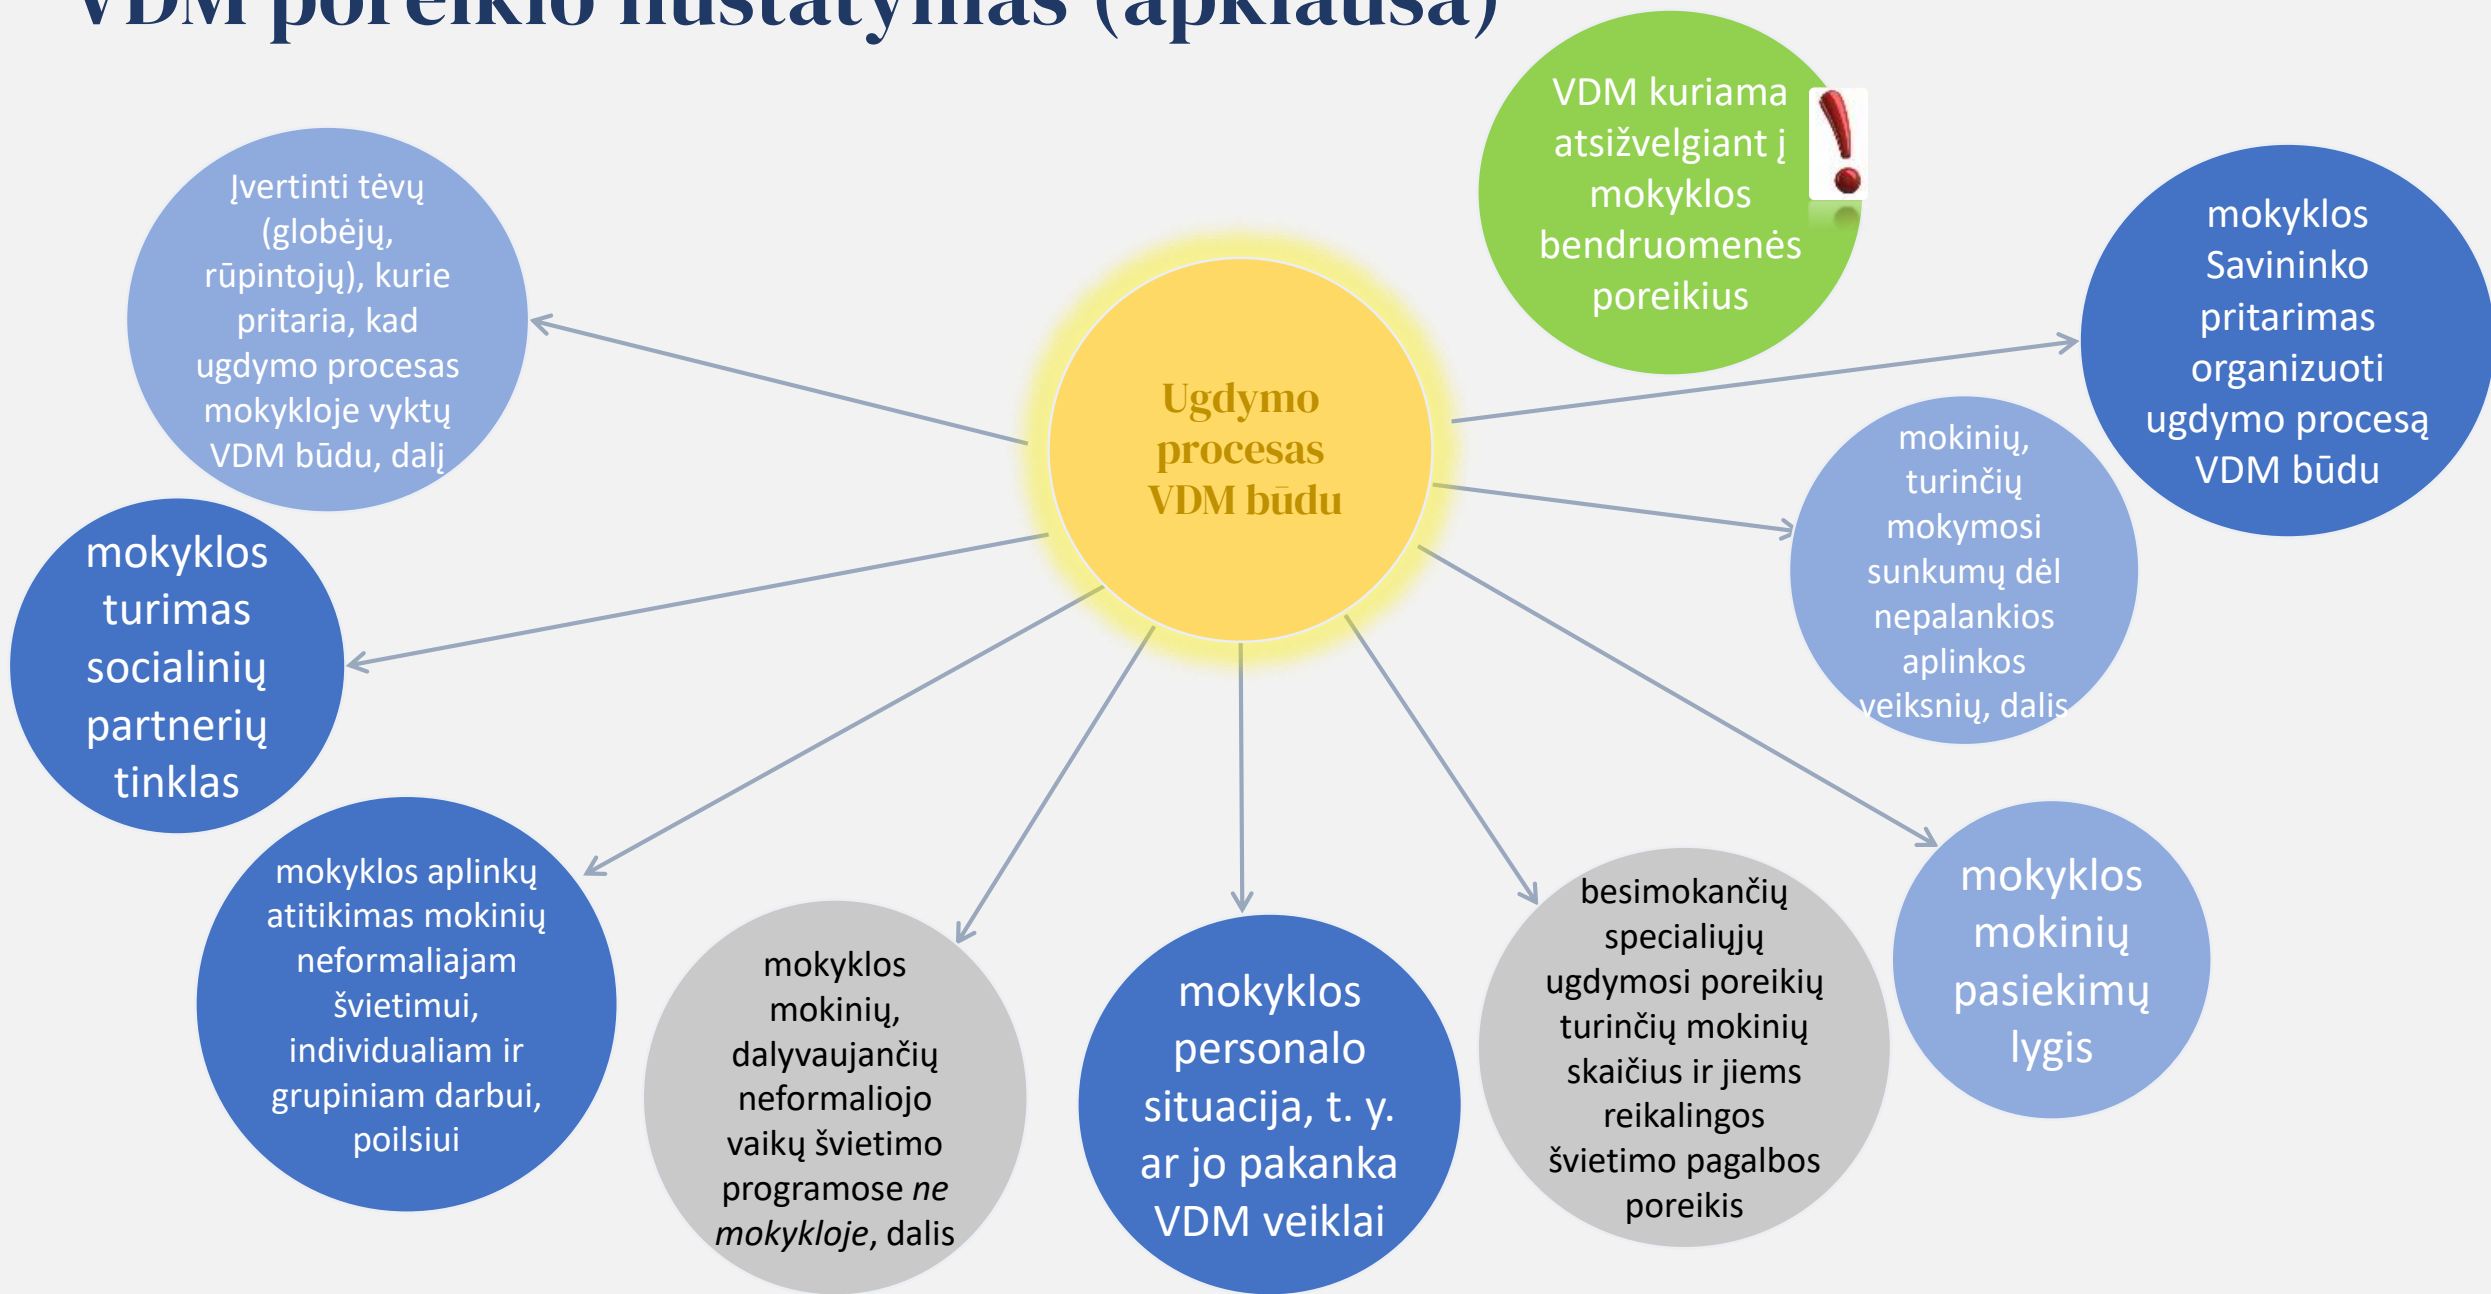 VDM poreikio nustatymas (apklausa)
VDM kuriama
atsižvelgiant į
mokyklos
bendruomenės
poreikius
Įvertinti tėvų
(globėjų,
rūpintojų), kurie
pritaria, kad
ugdymo procesas
mokykloje vyktų
VDM būdu, dalį
mokyklos
Savininko
pritarimas
organizuoti
ugdymo procesą
VDM būdu
Ugdymo
procesas
VDM būdu
mokinių,
turinčių
mokymosi
sunkumų dėl
nepalankios
aplinkos
veiksnių, dalis
mokyklos
turimas
socialinių
partnerių
tinklas
mokyklos aplinkų
atitikimas mokinių
neformaliajam
švietimui,
individualiam ir
grupiniam darbui,
poilsiui
mokyklos
mokinių,
dalyvaujančių
neformaliojo
vaikų švietimo
programose ne
mokykloje, dalis
mokyklos
personalo
situacija, t. y.
ar jo pakanka
VDM veiklai
besimokančių
specialiųjų
ugdymosi poreikių
turinčių mokinių
skaičius ir jiems
reikalingos
švietimo pagalbos
poreikis
mokyklos
mokinių
pasiekimų
lygis